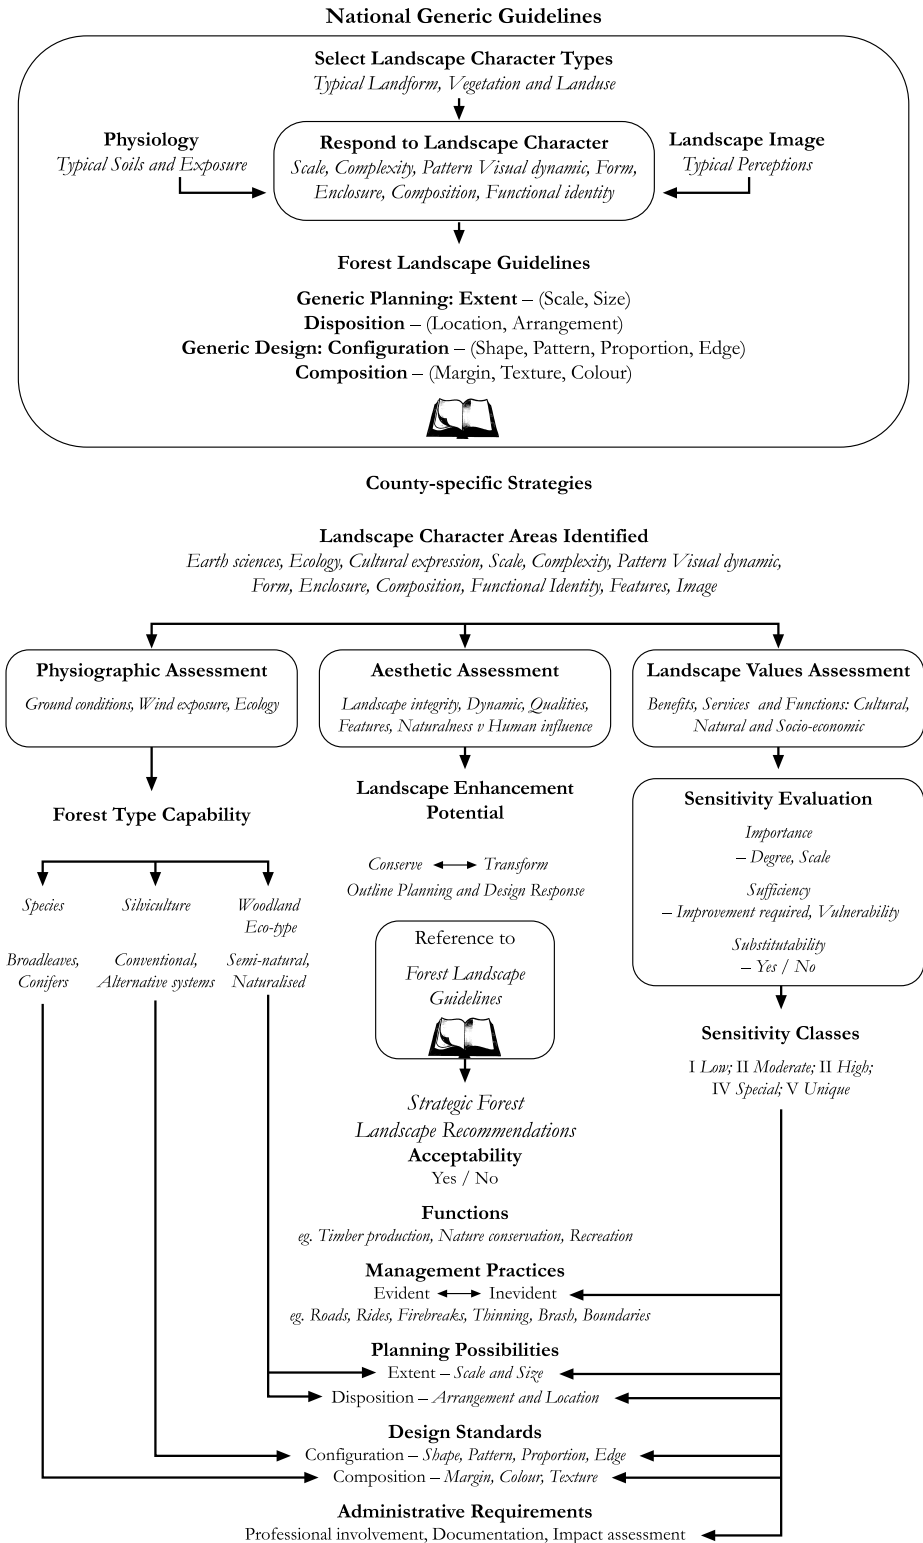 National Generic Guidelines
Select Landscape Character Types
Typical Landform, Vegetation and Landuse
Physiology
Typical Soils and Exposure
Respond to Landscape Character
Scale, Complexity, Pattern Visual dynamic, Form,
Enclosure, Composition, Functional identity
Landscape Image
Typical Perceptions
Forest Landscape Guidelines
Generic Planning: Extent – (Scale, Size)
Disposition – (Location, Arrangement)
Generic Design: Configuration – (Shape, Pattern, Proportion, Edge)
Composition – (Margin, Texture, Colour)
County-specific Strategies
Landscape Character Areas Identified
Earth sciences, Ecology, Cultural expression, Scale, Complexity, Pattern Visual dynamic,
Form, Enclosure, Composition, Functional Identity, Features, Image
Physiographic Assessment
Ground conditions, Wind exposure, Ecology
Aesthetic Assessment
Landscape integrity, Dynamic, Qualities,
Features, Naturalness v Human influence
Landscape Values Assessment
Benefits, Services and Functions: Cultural,
Natural and Socio-economic
Forest Type Capability
Species
Silviculture
Woodland
Eco-type
Broadleaves,
Conifers
Conventional,
Alternative systems
Semi-natural,
Naturalised
Landscape Enhancement
Potential
Conserve Transform
Outline Planning and Design Response
Reference to
Forest Landscape
Guidelines
Sensitivity Evaluation
Importance
– Degree, Scale
Sufficiency
– Improvement required, Vulnerability
Substitutability
– Yes / No
Sensitivity Classes
I Low; II Moderate; II High;
IV Special; V Unique
Strategic Forest
Landscape Recommendations
Acceptability
Yes / No
Functions
eg. Timber production, Nature conservation, Recreation
Management Practices
Evident Inevident
eg. Roads, Rides, Firebreaks, Thinning, Brash, Boundaries
Planning Possibilities
Extent – Scale and Size
Disposition – Arrangement and Location
Design Standards
Configuration – Shape, Pattern, Proportion, Edge
Composition – Margin, Colour, Texture
Administrative Requirements
Professional involvement, Documentation, Impact assessment